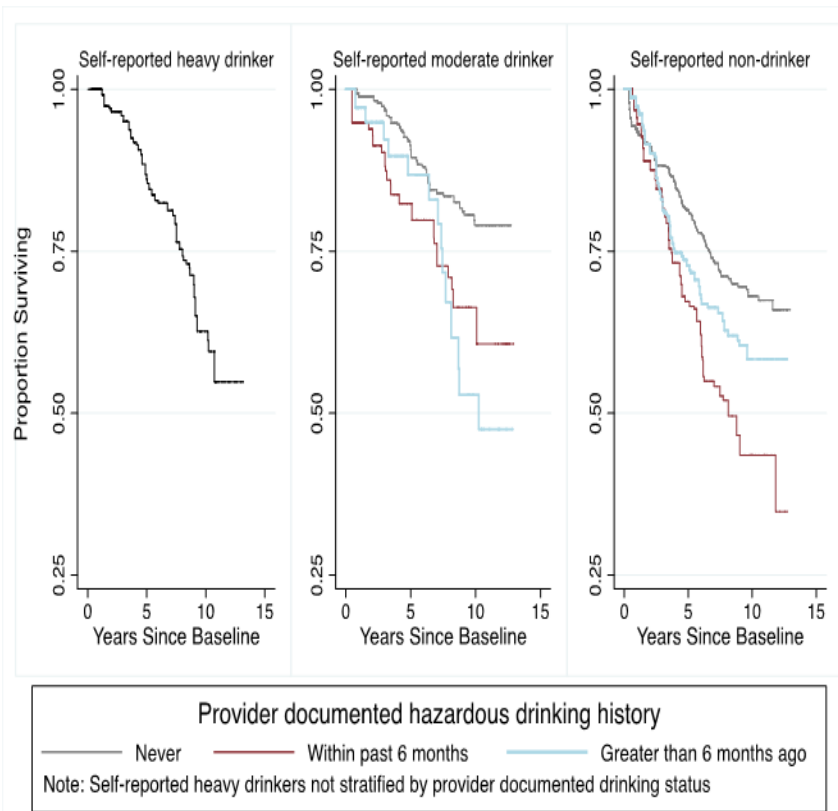 Self-reported heavy drinker
Self-reported moderate drinker
Self-reported non-drinker
Proportion Surviving
1.00
0.75
0.50
0.25
0 5 10 15
Years Since Baseline
1.00
0.75
0.50
0.25
0 5 10 15
Years Since Baseline
1.00
0.75
0.50
0.25
0 5 10 15
Years Since Baseline
Provider documented hazardous drinking history
Never Within past 6 months Greater than 6 months ago
Note: Self-reported heavy drinkers not stratified by provider documented drinking status